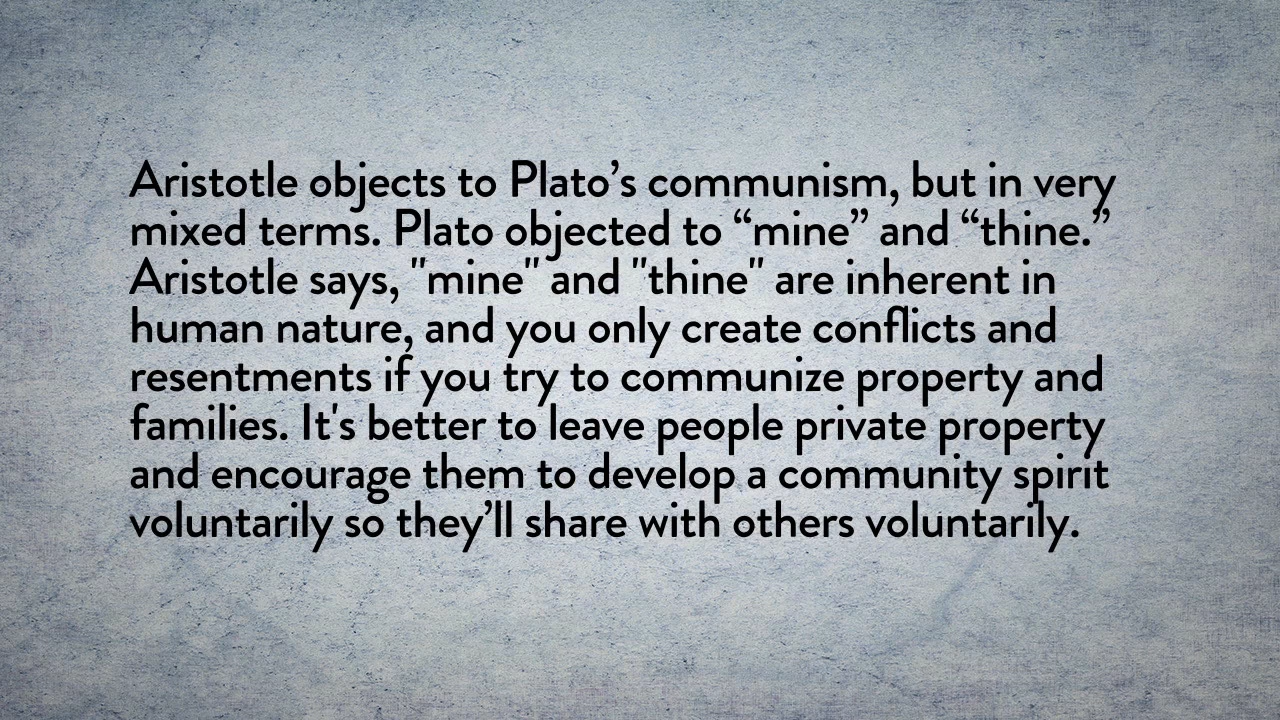 Aristotle objects to Plato’s communism, but in very
mixed terms. Plato objected to “mine” and “thine.”
Aristotle says, "mine" and "thine" are inherent in
human nature, and you only create conflicts and
resentments if you try to communize property and
families. It's better to leave people private property
and encourage them to develop a community spirit
voluntarily so they’ll share with others voluntarily.